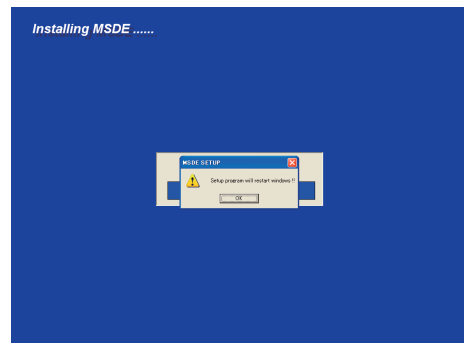 Installing MSDE ......
MSDE SETUP
Setup program will restart windows !!
OK